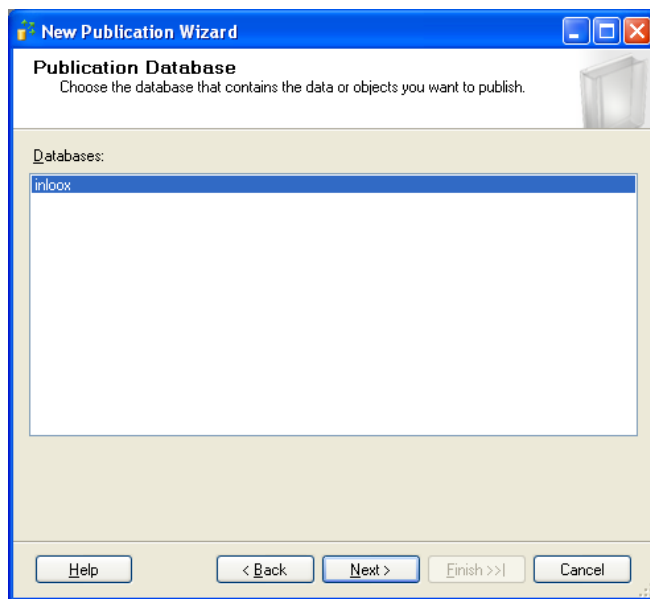 New Publication Wizard
Publication Database
Choose the database that contains the data or objects you want to publish.
Databases:
inloox
Help
< Back
Next >
Finish >>|
Cancel